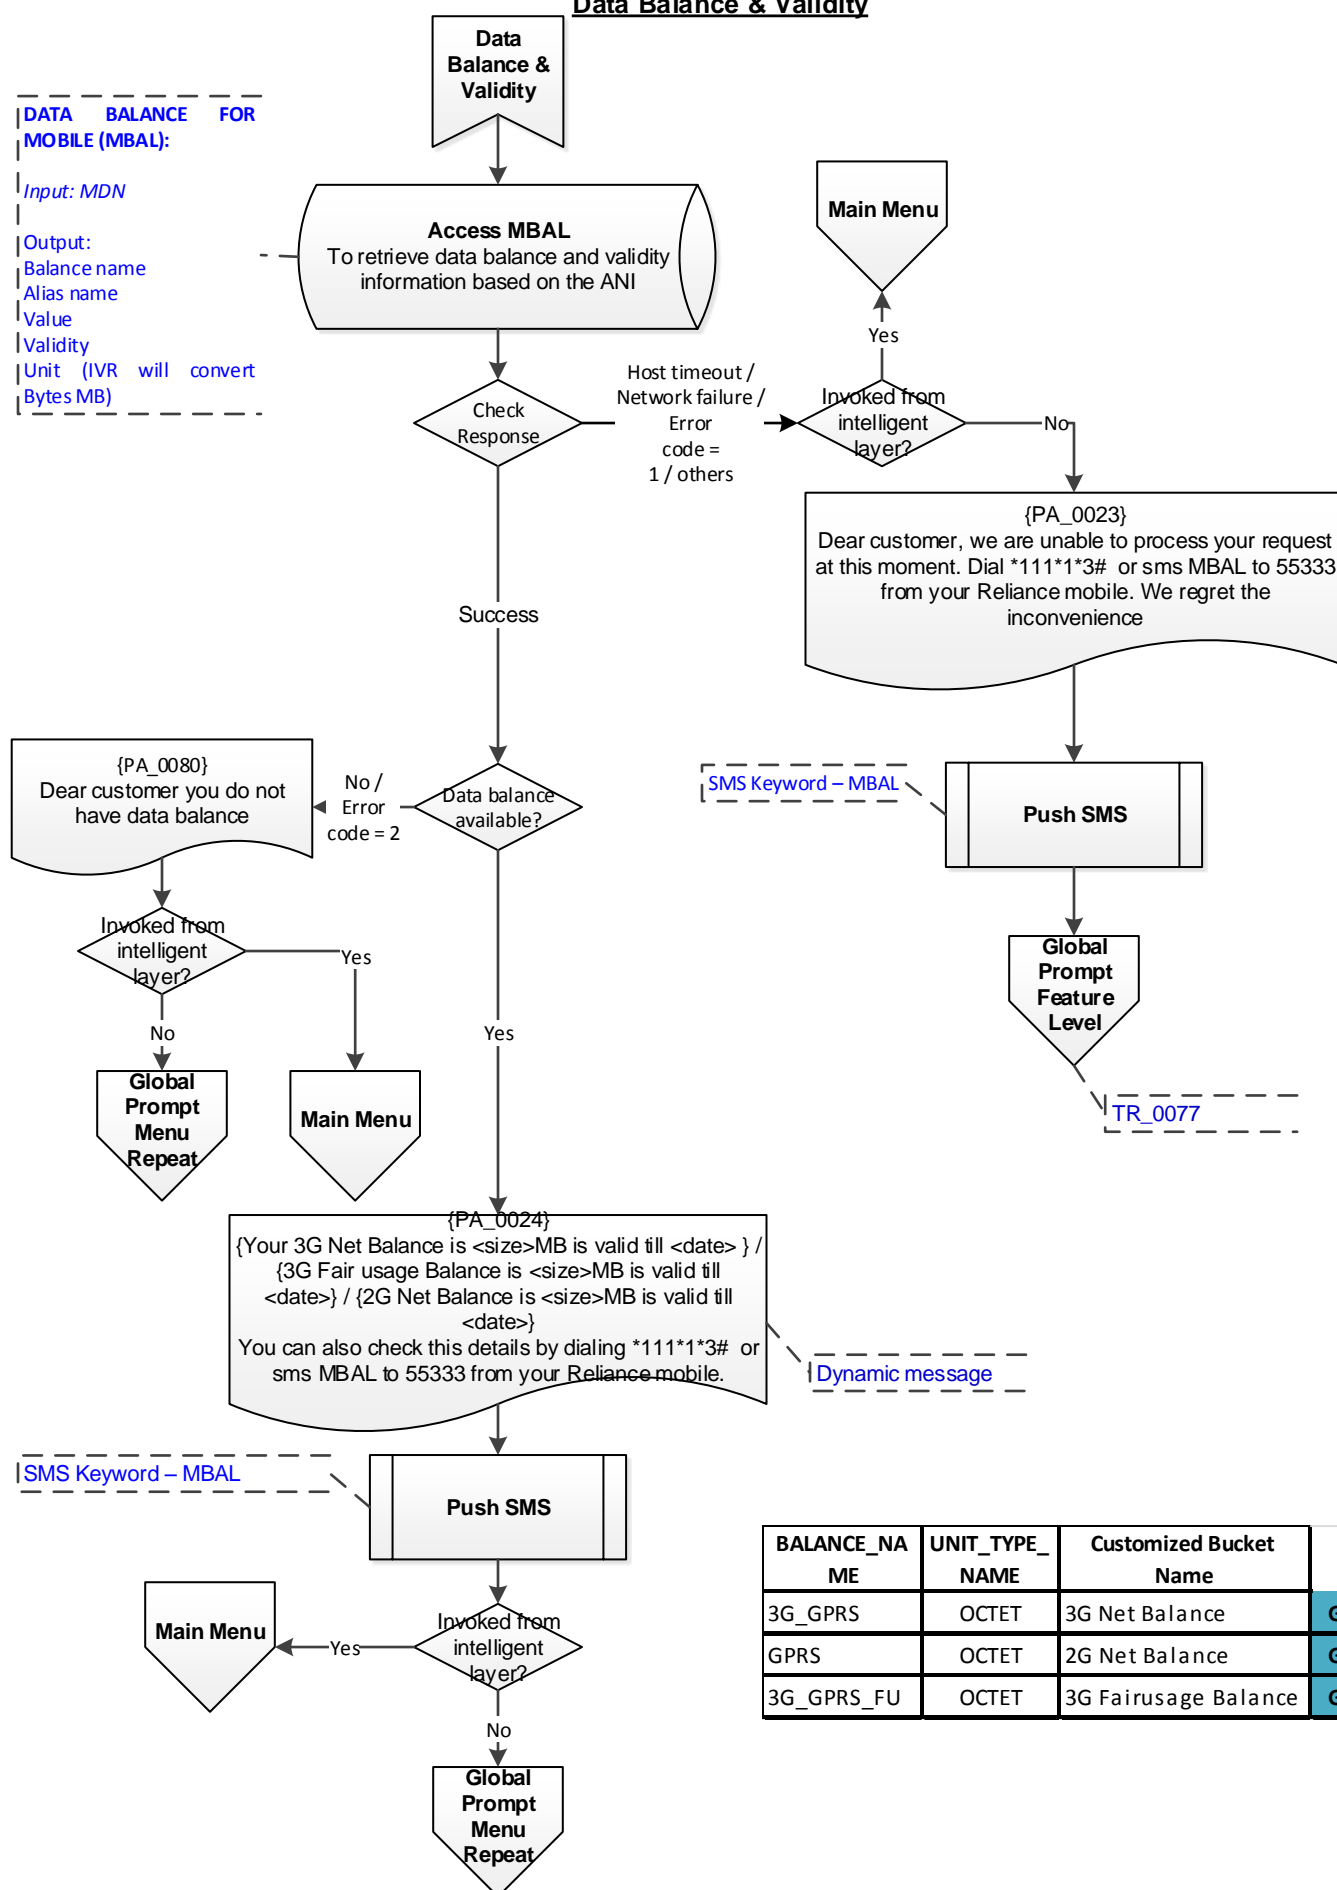 Data Balance & Validity
Data
Balance &
Validity
DATA BALANCE FOR
MOBILE (MBAL):
Input: MDN
Output:
Balance name
Alias name
Value
Validity
Unit (IVR will convert
Bytes MB)
Access MBAL
To retrieve data balance and validity
information based on the ANI
Main Menu
Yes
Check
Response
Host timeout /
Network failure /
Error
code =
1 / others
Invoked from
intelligent
layer?
No
{PA_0023}
Dear customer, we are unable to process your request
at this moment. Dial *111*1*3# or sms MBAL to 55333
from your Reliance mobile. We regret the
inconvenience
Success
{PA_0080}
Dear customer you do not
have data balance
No /
Error
code = 2
Data balance
available?
SMS Keyword – MBAL
Push SMS
Invoked from
intelligent
layer?
Yes
No
Yes
Global
Prompt
Feature
Level
Global
Prompt
Menu
Repeat
Main Menu
TR_0077
{PA_0024}
{Your 3G Net Balance is <size>MB is valid till <date> } /
{3G Fair usage Balance is <size>MB is valid till
<date>} / {2G Net Balance is <size>MB is valid till
<date>}
You can also check this details by dialing *111*1*3# or
sms MBAL to 55333 from your Reliance mobile.
Dynamic message
SMS Keyword – MBAL
Push SMS
BALANCE_NA
ME
UNIT_TYPE_
NAME
Customized Bucket
Name
3G_GPRS OCTET 3G Net Balance
GPRS OCTET 2G Net Balance
3G_GPRS_FU OCTET 3G Fairusage Balance
Main Menu
Yes
Invoked from
intelligent
layer?
No
Global
Prompt
Menu
Repeat